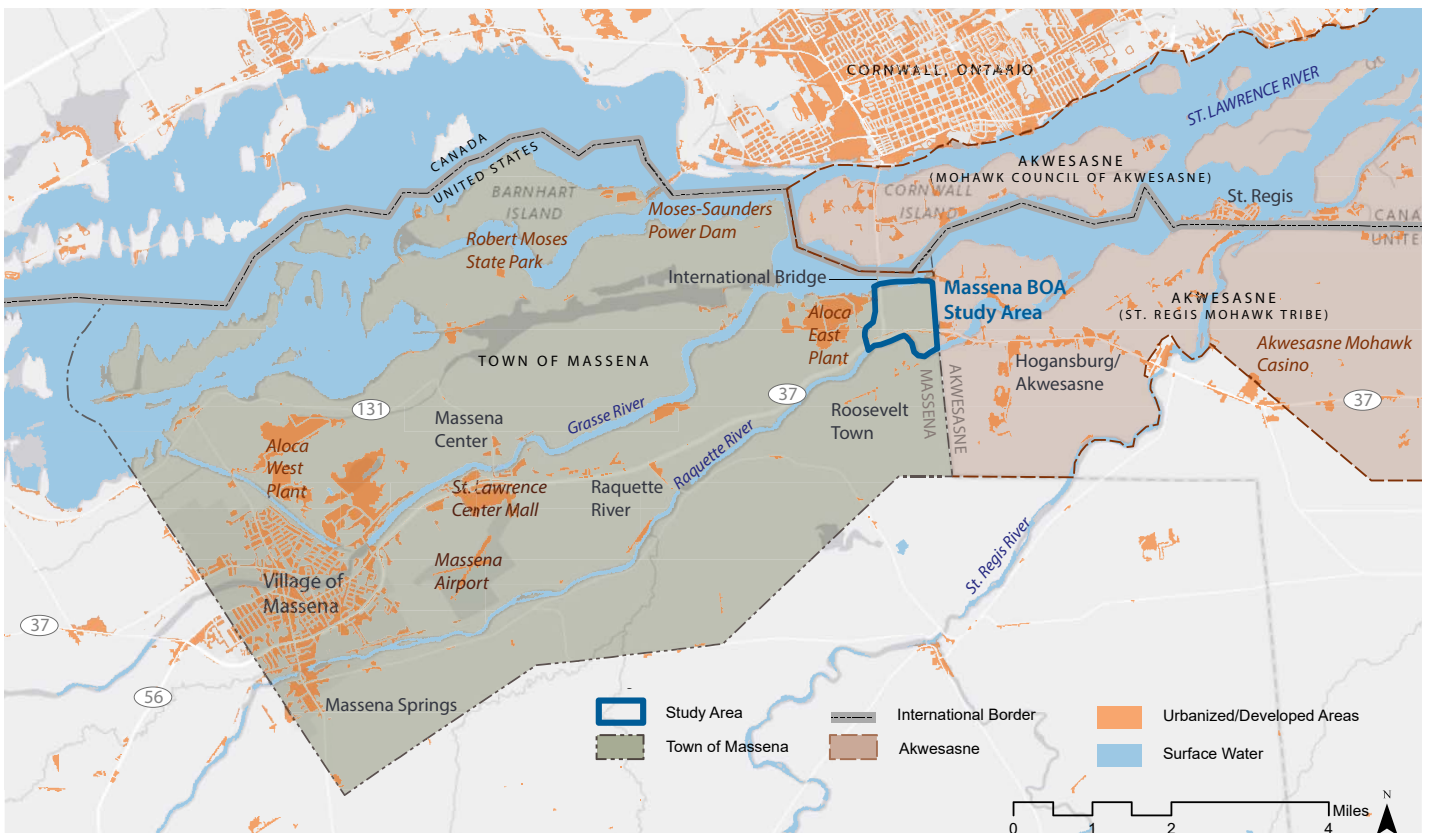 CORNWALL, ONTARIO
ST. LAWRENCE RIVER
CANADA
UNITED STATES
AKWESASNE
(MOHAWK COUNCIL OF AKWESASNE)
BARNHART
ISLAND
CORNWALL
ISLAND
St. Regis
Moses-Saunders
Power Dam
CANA
UNITE
Robert Moses
State Park
International Bridge
Massena BOA
Study Area
AKWESASNE
(ST. REGIS MOHAWK TRIBE)
Aloca
East
Plant
Akwesasne Mohawk
Casino
TOWN OF MASSENA
Hogansburg/
Akwesasne
MASSENA
AKWESASNE
37
37
131
Massena
Center
Grasse River
Roosevelt
Town
Aloca
West
Plant
Raquette River
St. Lawrence
Center Mall
Raquette
River
Massena
Airport
St. Regis River
Village of
Massena
37
56
Massena Springs
Study Area
Town of Massena
International Border
Akwesasne
Urbanized/Developed Areas
Surface Water
N
Miles
0 1 2 4